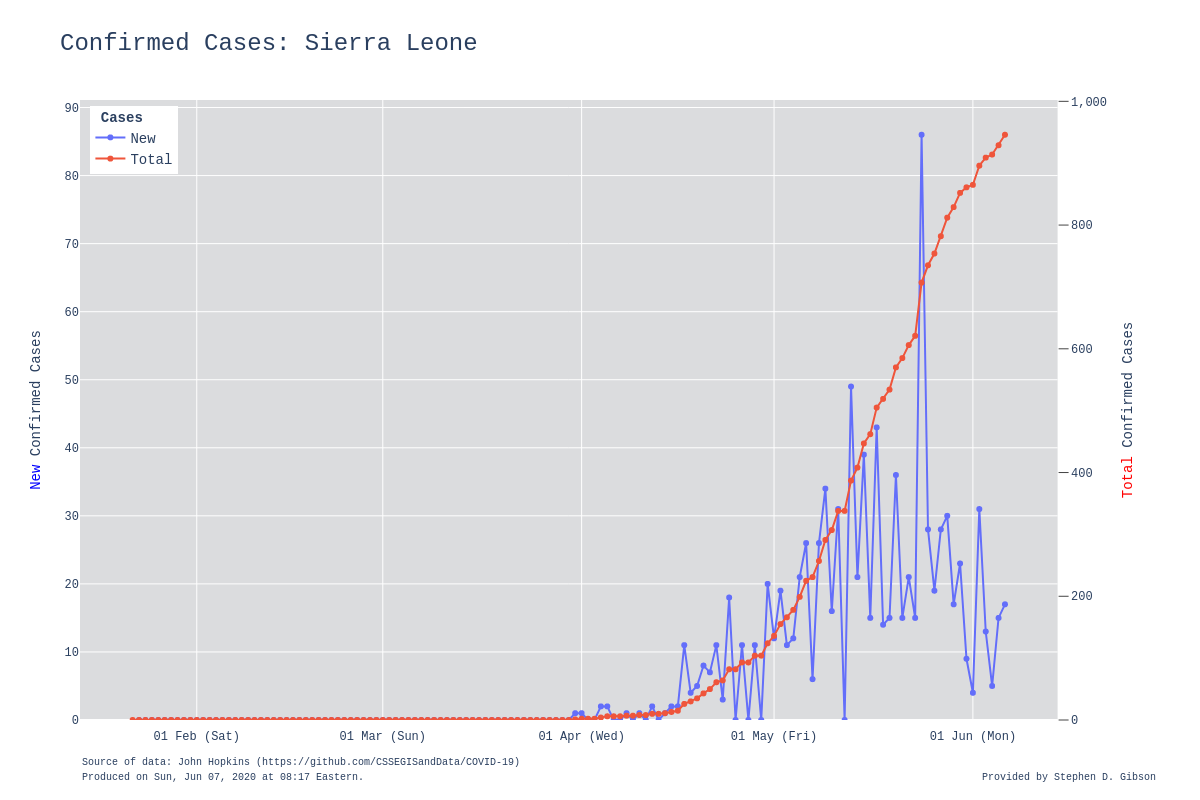 Confirmed Cases: Sierra Leone
Cases
New
Total
90
80
70
60
50
40
30
20
10
0
1,000
800
600
400
200
0
New Confirmed Cases
Total Confirmed Cases
01 Feb (Sat)
01 Mar (Sun)
01 Apr (Wed)
01 May (Fri)
01 Jun (Mon)
Source of data: John Hopkins (https://github.com/CSSEGISandData/COVID-19)
Produced on Sun, Jun 07, 2020 at 08:17 Eastern.
Provided by Stephen D. Gibson